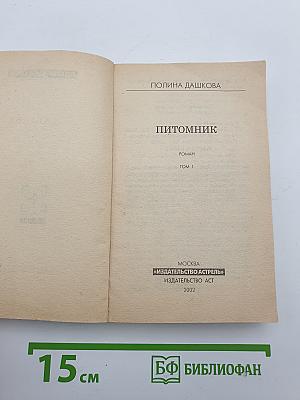 ПОЛИНА ДАШКОВА
ПИТОМНИК
РОМАН
ТОМ 1
МОСКВА
«ИЗДАТЕЛЬСТВО АСТРЕЛЬ»
ИЗДАТЕЛЬСТВО АСТ
2002
15 см
БФ БИБЛИОФАН